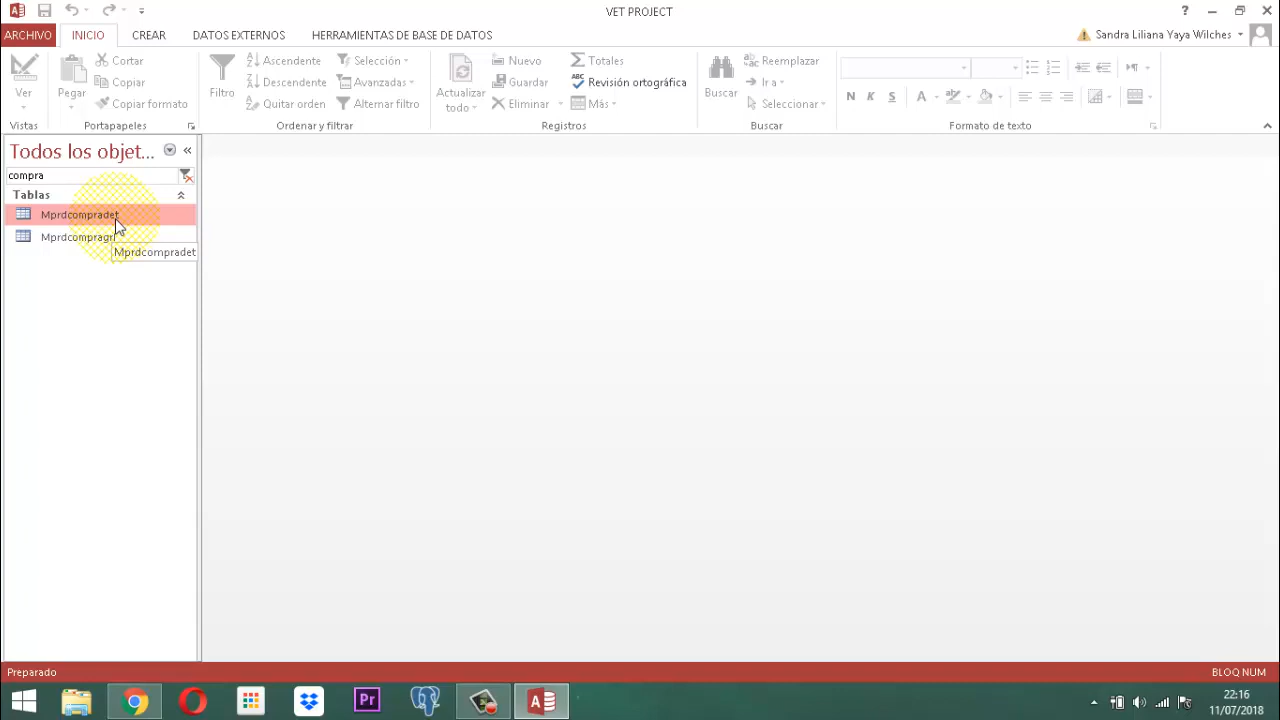 VET PROJECT
?
ARCHIVO INICIO CREAR DATOS EXTERNOS HERRAMIENTAS DE BASE DE DATOS Sandra Liliana Yaya Wilches
Ver
Vistas
Pegar
Cortar
Copiar
Copiar formato
Portapapeles
Filtro
Ascendente
Descendente
Quitar orden
Selección
Avanzadas
Alternar filtro
Ordenar y filtrar
Actualizar
todo
Nuevo
Guardar
Eliminar
Totales
Revisión ortográfica
Más
Registros
Buscar
Reemplazar
Ir a
Seleccionar
Buscar
N K S A
Formato de texto
Todos los objet...
compra
Tablas
Mprdcompradet
Mprdcompragri
Mprdcompradet
Preparado
BLOQ NUM
Pr
22:16
11/07/2018